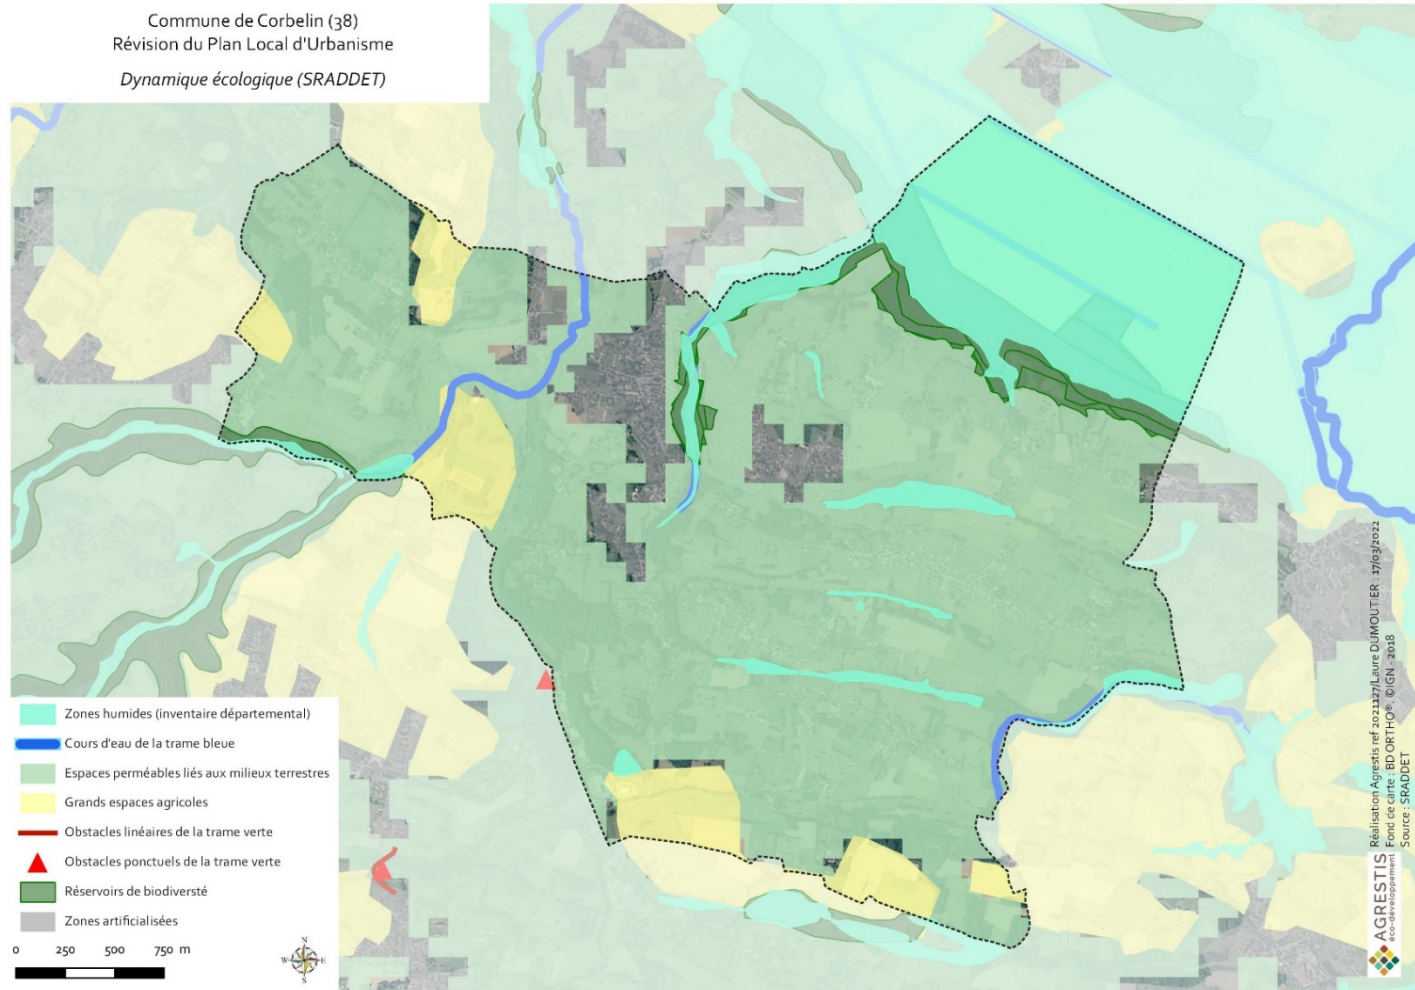 Commune de Corbelin (38)
Révision du Plan Local d'Urbanisme
Dynamique écologique (SRADDET)
Zones humides (inventaire départemental)
Cours d'eau de la trame bleue
Espaces perméables liés aux milieux terrestres
Grands espaces agricoles
Obstacles linéaires de la trame verte
Obstacles ponctuels de la trame verte
Réservoirs de biodiversté
Zones artificialisées
0 250 500 750 m
N
W E
S
Réalisation Agrestis ref 2021127/Laure DUMOUTIER : 17/03/2022
Fond de carte : BD ORTHO®, ©IGN - 2018
Source : SRADDET
AGRESTIS
éco-développement